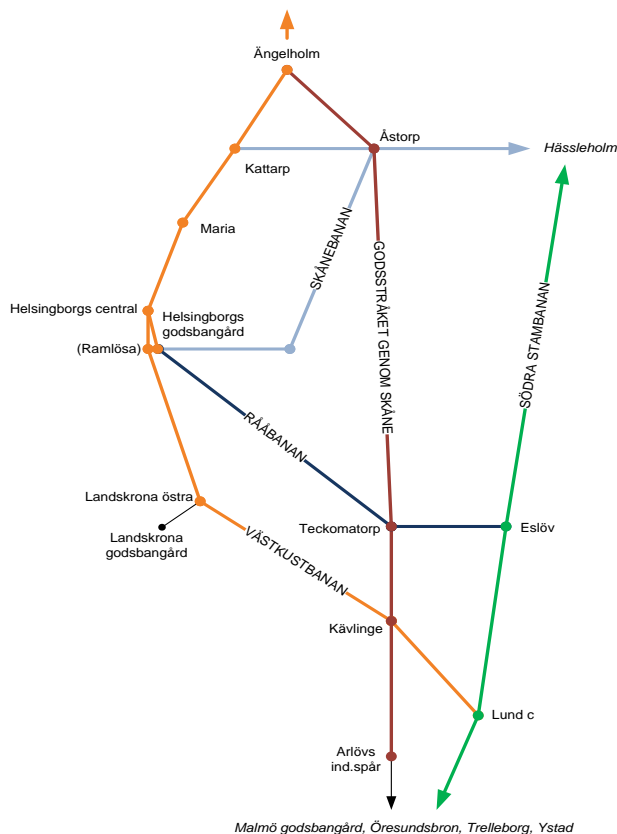 Ängelholm
Åstorp
Hässleholm
Kattarp
Maria
SKÅNEBANAN
GODSSTRÅKET GENOM SKÅNE
SÖDRA STAMBANAN
Helsingborgs central
Helsingborgs
godsbangård
(Ramlösa)
RÅÅBANAN
Landskrona östra
Landskrona
godsbangård
VÄSTKUSTBANAN
Teckomatorp
Eslöv
Kävlinge
Lund c
Arlövs
ind.spår
Malmö godsbangård, Öresundsbron, Trelleborg, Ystad